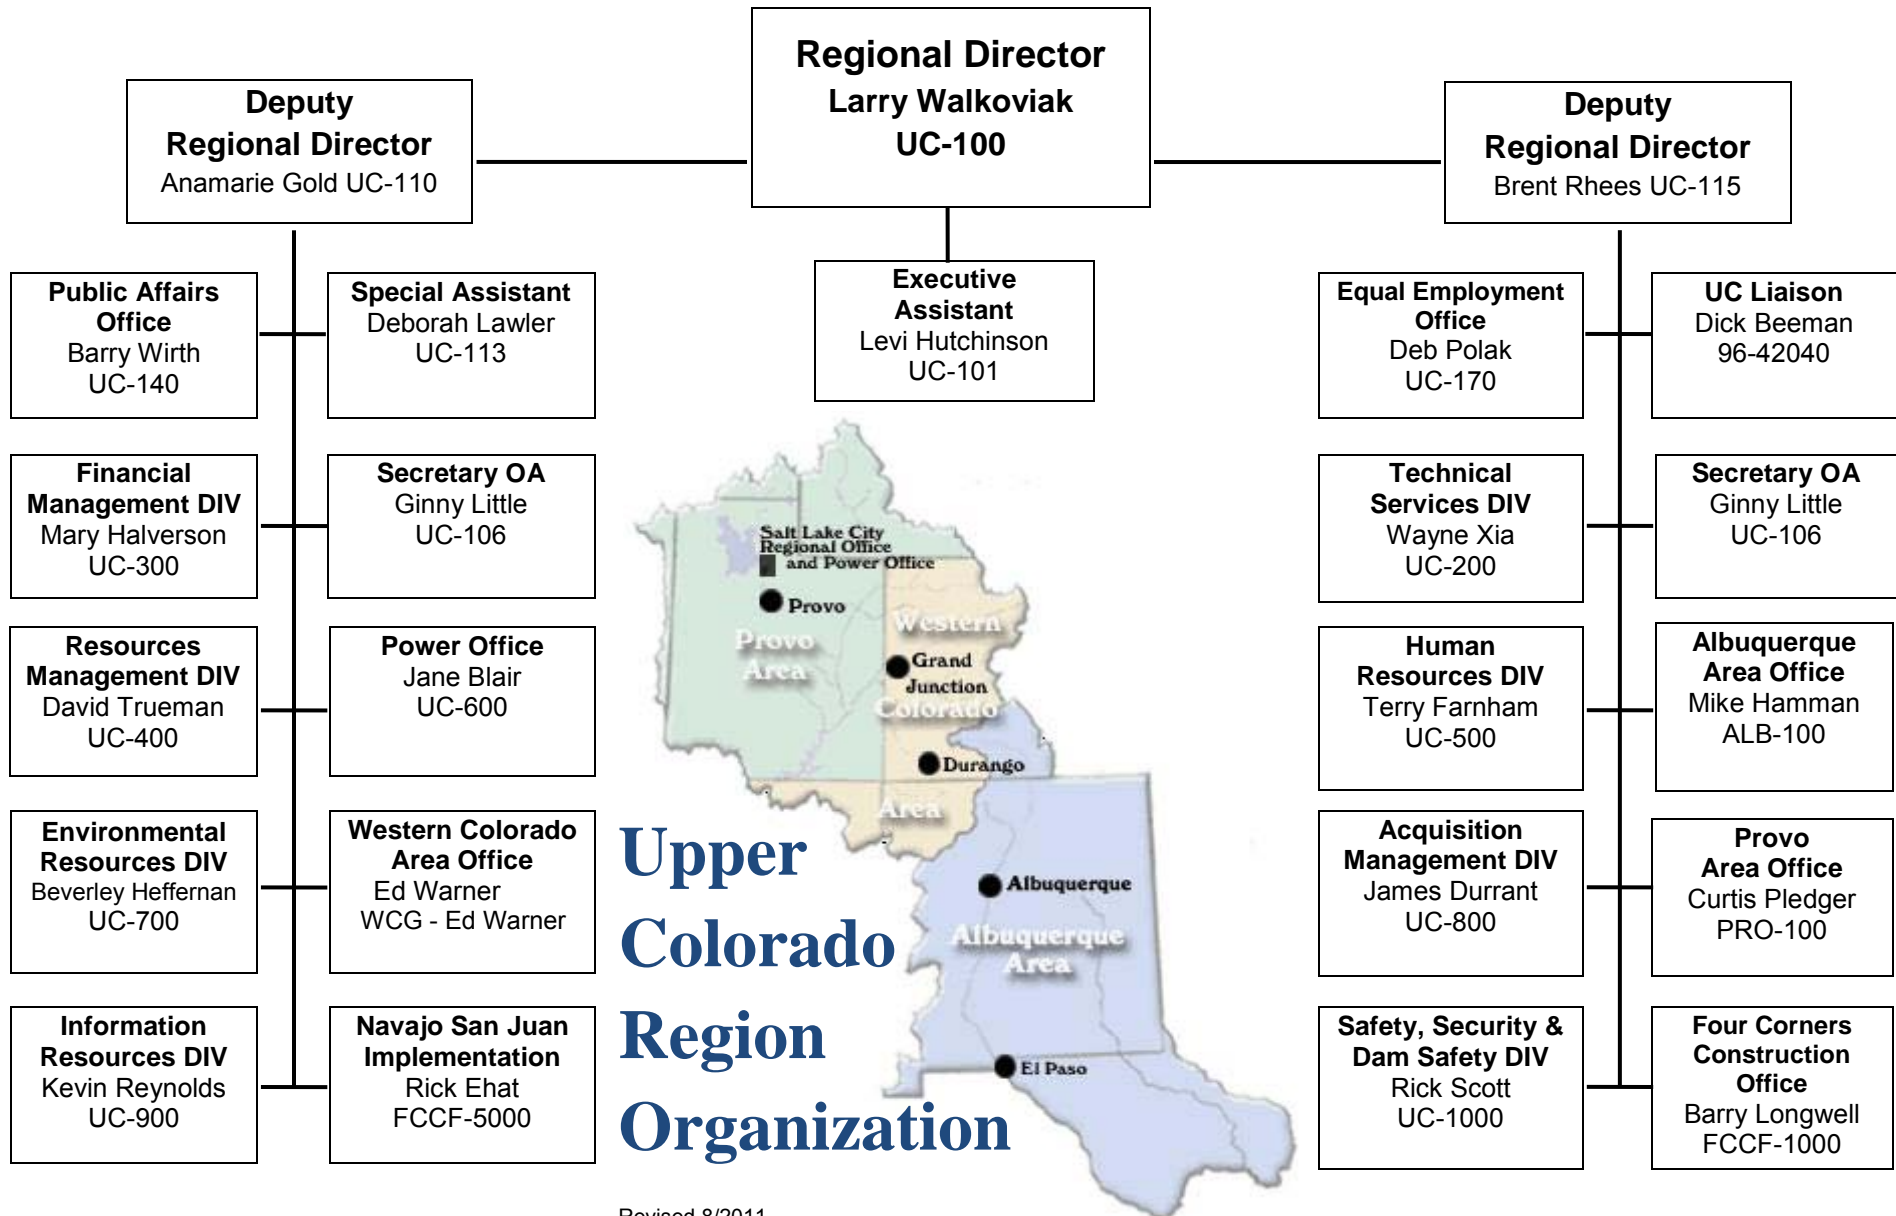 Regional Director
Larry Walkoviak
UC-100
Deputy
Regional Director
Anamarie Gold UC-110
Deputy
Regional Director
Brent Rhees UC-115
Executive
Assistant
Levi Hutchinson
UC-101
Public Affairs
Office
Barry Wirth
UC-140
Special Assistant
Deborah Lawler
UC-113
Financial
Management DIV
Mary Halverson
UC-300
Secretary OA
Ginny Little
UC-106
Resources
Management DIV
David Trueman
UC-400
Power Office
Jane Blair
UC-600
Environmental
Resources DIV
Beverley Heffernan
UC-700
Western Colorado
Area Office
Ed Warner
WCG - Ed Warner
Information
Resources DIV
Kevin Reynolds
UC-900
Navajo San Juan
Implementation
Rick Ehat
FCCF-5000
Salt Lake City
Regional Office
and Power Office
Provo
Provo
Area
Western
Grand
Junction
Colorado
Durango
Area
Albuquerque
Albuquerque
Area
El Paso
Upper
Colorado
Region
Organization
Revised 8/2011
Equal Employment
Office
Deb Polak
UC-170
UC Liaison
Dick Beeman
96-42040
Technical
Services DIV
Wayne Xia
UC-200
Secretary OA
Ginny Little
UC-106
Human
Resources DIV
Terry Farnham
UC-500
Albuquerque
Area Office
Mike Hamman
ALB-100
Acquisition
Management DIV
James Durrant
UC-800
Provo
Area Office
Curtis Pledger
PRO-100
Safety, Security &
Dam Safety DIV
Rick Scott
UC-1000
Four Corners
Construction
Office
Barry Longwell
FCCF-1000